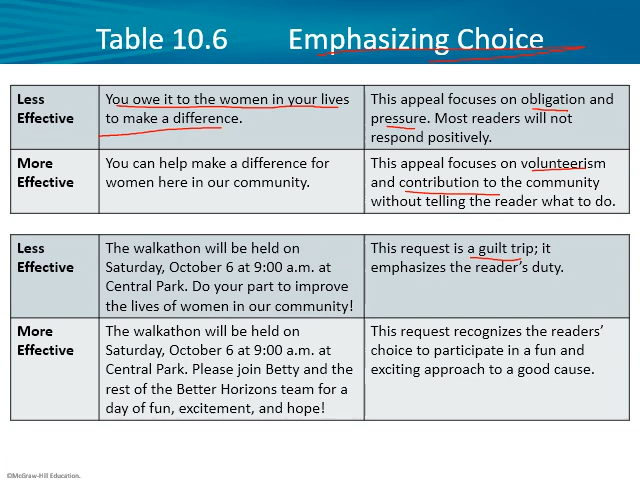 Table 10.6 Emphasizing Choice
Less
Effective
You owe it to the women in your lives
to make a difference.
This appeal focuses on obligation and
pressure. Most readers will not
respond positively.
More
Effective
You can help make a difference for
women here in our community.
This appeal focuses on volunteerism
and contribution to the community
without telling the reader what to do.
Less
Effective
The walkathon will be held on
Saturday, October 6 at 9:00 a.m. at
Central Park. Do your part to improve
the lives of women in our community!
This request is a guilt trip; it
emphasizes the reader’s duty.
More
Effective
The walkathon will be held on
Saturday, October 6 at 9:00 a.m. at
Central Park. Please join Betty and the
rest of the Better Horizons team for a
day of fun, excitement, and hope!
This request recognizes the readers’
choice to participate in a fun and
exciting approach to a good cause.
©McGraw-Hill Education.